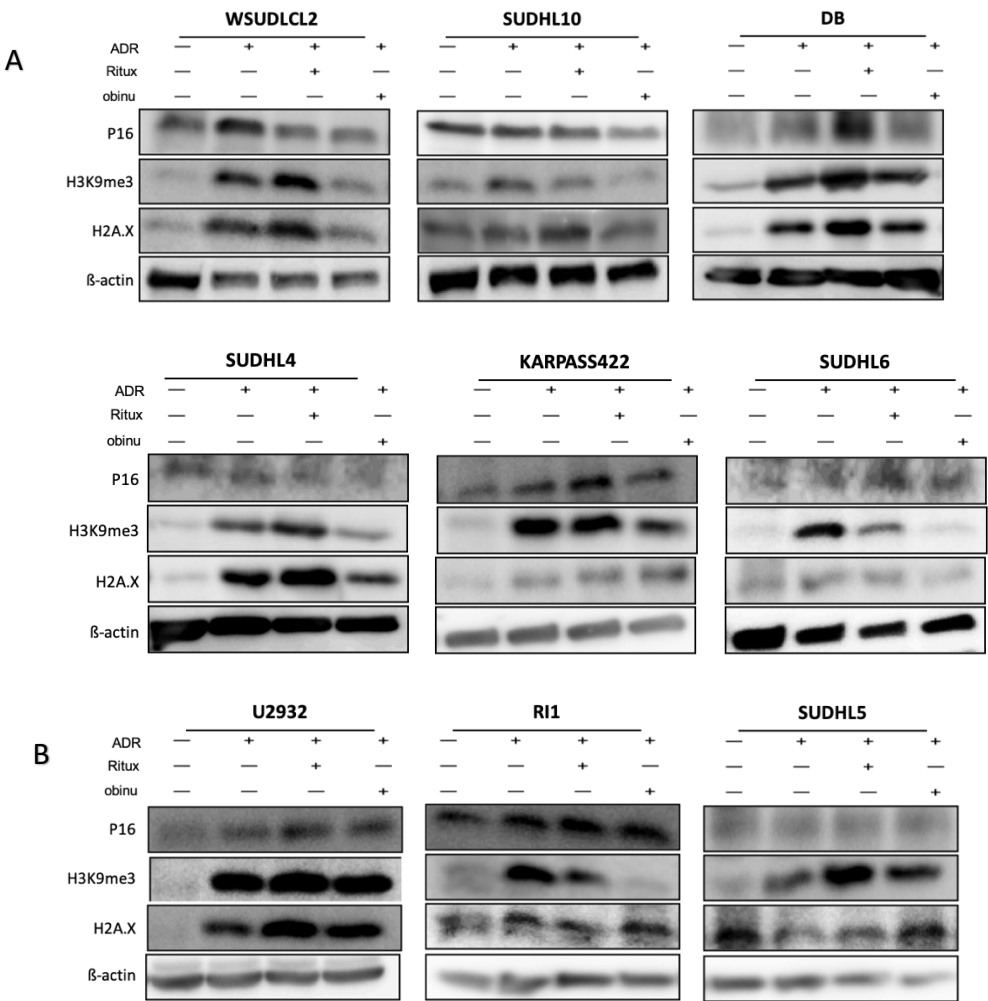 WSUDLCL2 SUDHL10 DB
A
ADR — + + + — + + + — + + +
Ritux — — + — — — + — — — + —
obinu — — — + — — — + — — — +
P16
H3K9me3
H2A.X
ß-actin
SUDHL4 KARPASS422 SUDHL6
ADR — + + + — + + + — + + +
Ritux — — + — — — + — — — + —
obinu — — — + — — — + — — — +
P16
H3K9me3
H2A.X
ß-actin
U2932 RI1 SUDHL5
B
ADR — + + + — + + + — + + +
Ritux — — + — — — + — — — + —
obinu — — — + — — — + — — — +
P16
H3K9me3
H2A.X
ß-actin